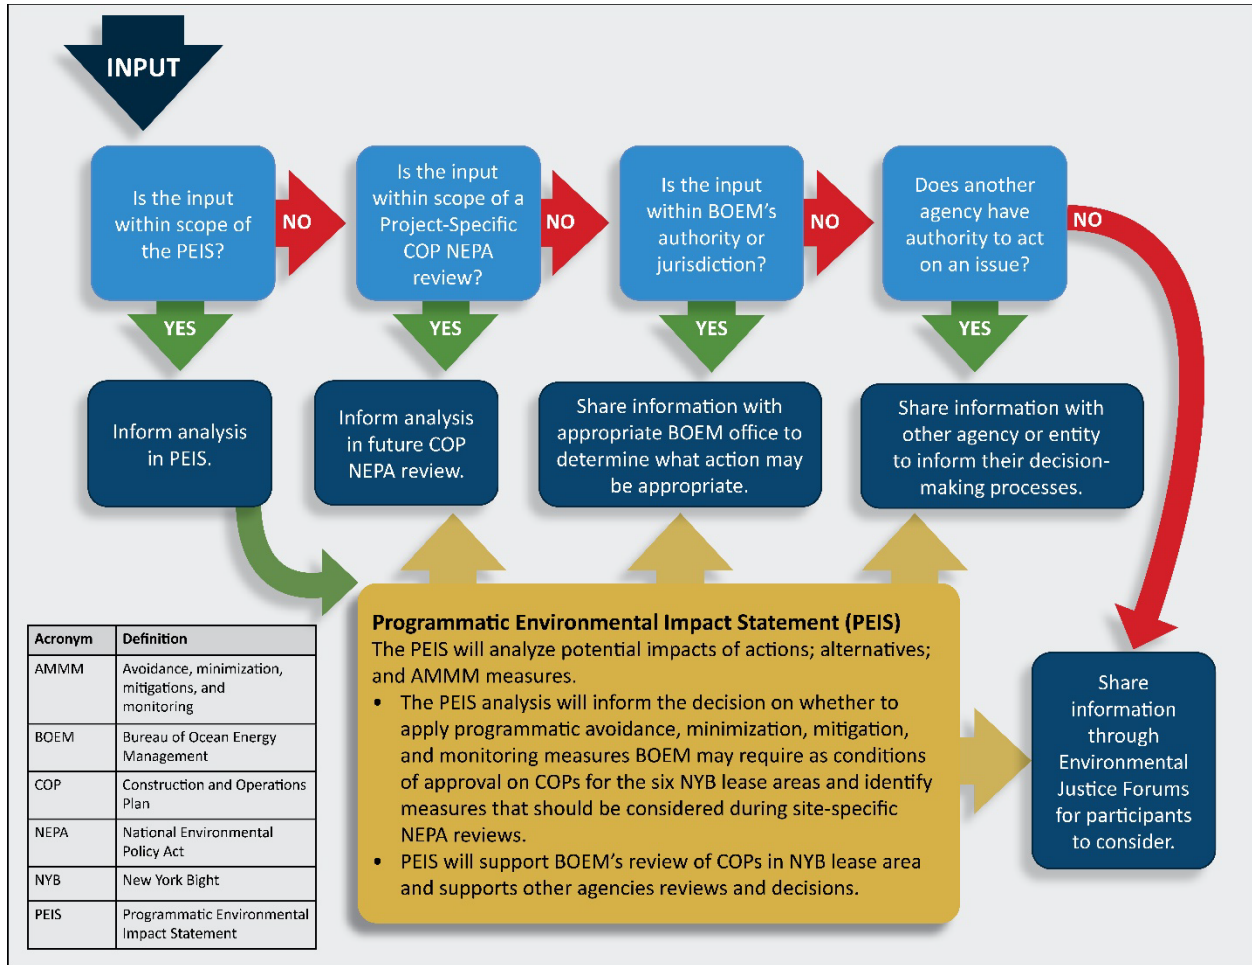 INPUT
Is the input
within scope of
the PEIS?
NO
Is the input
within scope of a
Project-Specific
COP NEPA
review?
NO
Is the input
within BOEM's
authority or
jurisdiction?
NO
Does another
agency have
authority to act
on an issue?
NO
YES
YES
YES
YES
Inform analysis
in PEIS.
Inform analysis
in future COP
NEPA review.
Share information with
appropriate BOEM office to
determine what action may
be appropriate.
Share information with
other agency or entity
to inform their decision-
making processes.
Programmatic Environmental Impact Statement (PEIS)
The PEIS will analyze potential impacts of actions; alternatives;
and AMMM measures.
• The PEIS analysis will inform the decision on whether to
apply programmatic avoidance, minimization, mitigation,
and monitoring measures BOEM may require as conditions
of approval on COPs for the six NYB lease areas and identify
measures that should be considered during site-specific
NEPA reviews.
• PEIS will support BOEM's review of COPs in NYB lease area
and supports other agencies reviews and decisions.
Share
information
through
Environmental
Justice Forums
for participants
to consider.
Acronym Definition
AMMM Avoidance, minimization,
mitigations, and
monitoring
BOEM Bureau of Ocean Energy
Management
COP Construction and Operations
Plan
NEPA National Environmental
Policy Act
NYB New York Bight
PEIS Programmatic Environmental
Impact Statement